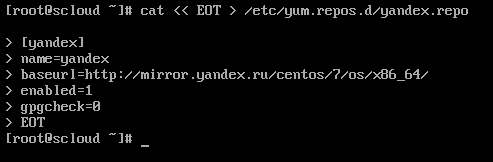 [root@scloud ~]# cat << EOT > /etc/yum.repos.d/yandex.repo
> [yandex]
> name=yandex
> baseurl=http://mirror.yandex.ru/centos/7/os/x86_64/
> enabled=1
> gpgcheck=0
> EOT
[root@scloud ~]# _